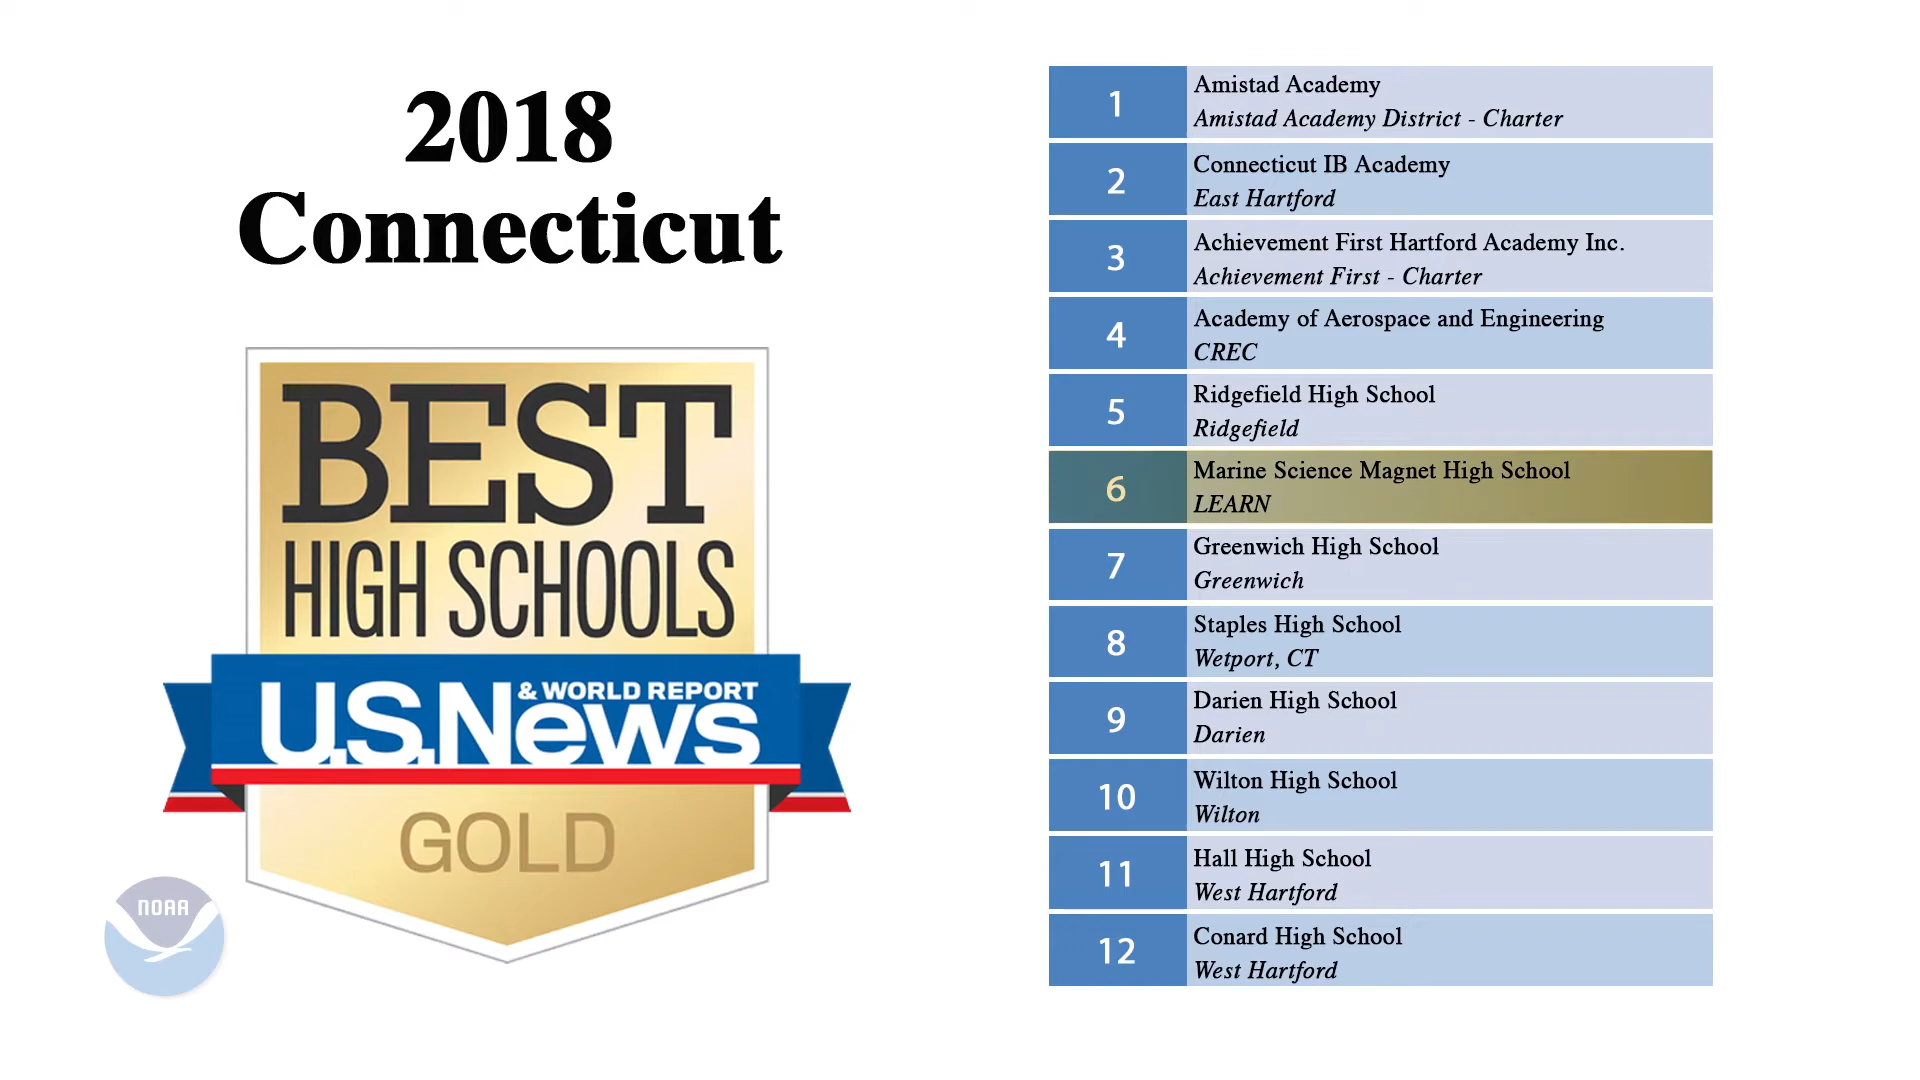 2018
Connecticut
BEST
HIGH SCHOOLS
U.S.News
& WORLD REPORT
GOLD
NOAA
1
Amistad Academy
Amistad Academy District - Charter
2
Connecticut IB Academy
East Hartford
3
Achievement First Hartford Academy Inc.
Achievement First - Charter
4
Academy of Aerospace and Engineering
CREC
5
Ridgefield High School
Ridgefield
6
Marine Science Magnet High School
LEARN
7
Greenwich High School
Greenwich
8
Staples High School
Wetport, CT
9
Darien High School
Darien
10
Wilton High School
Wilton
11
Hall High School
West Hartford
12
Conard High School
West Hartford